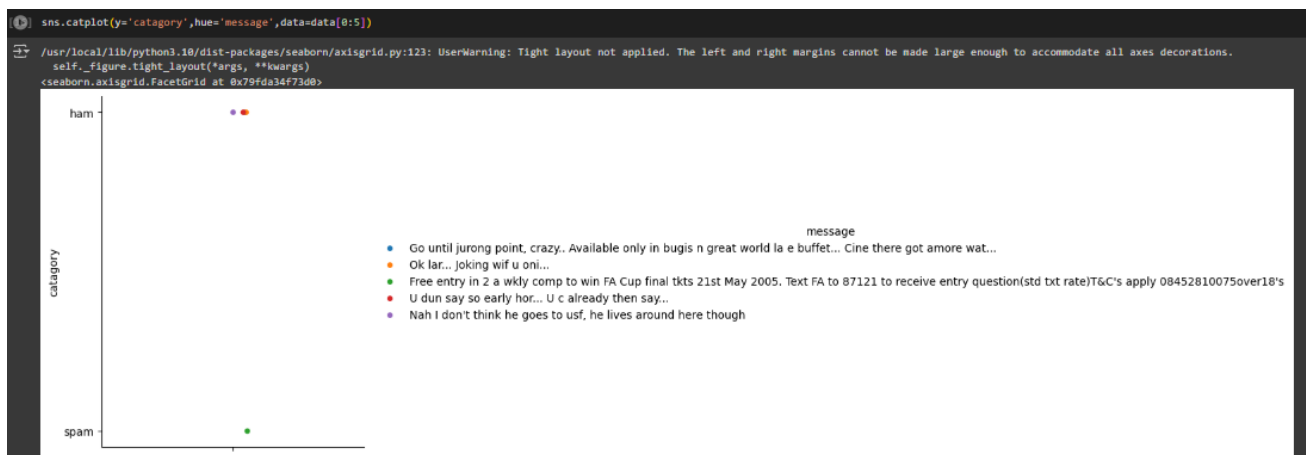 sns.catplot(y='catagory',hue='message',data=data[0:5])
/usr/local/lib/python3.10/dist-packages/seaborn/axisgrid.py:123: UserWarning: Tight layout not applied. The left and right margins cannot be made large enough to accommodate all axes decorations.
self._figure.tight_layout(*args, **kwargs)
<seaborn.axisgrid.FacetGrid at 0x79fda34f73d0>
ham
catagory
spam
message
Go until jurong point, crazy.. Available only in bugis n great world la e buffet... Cine there got amore wat...
Ok lar... Joking wif u oni...
Free entry in 2 a wkly comp to win FA Cup final tkts 21st May 2005. Text FA to 87121 to receive entry question(std txt rate)T&C's apply 08452810075over18's
U dun say so early hor... U c already then say...
Nah I don't think he goes to usf, he lives around here though